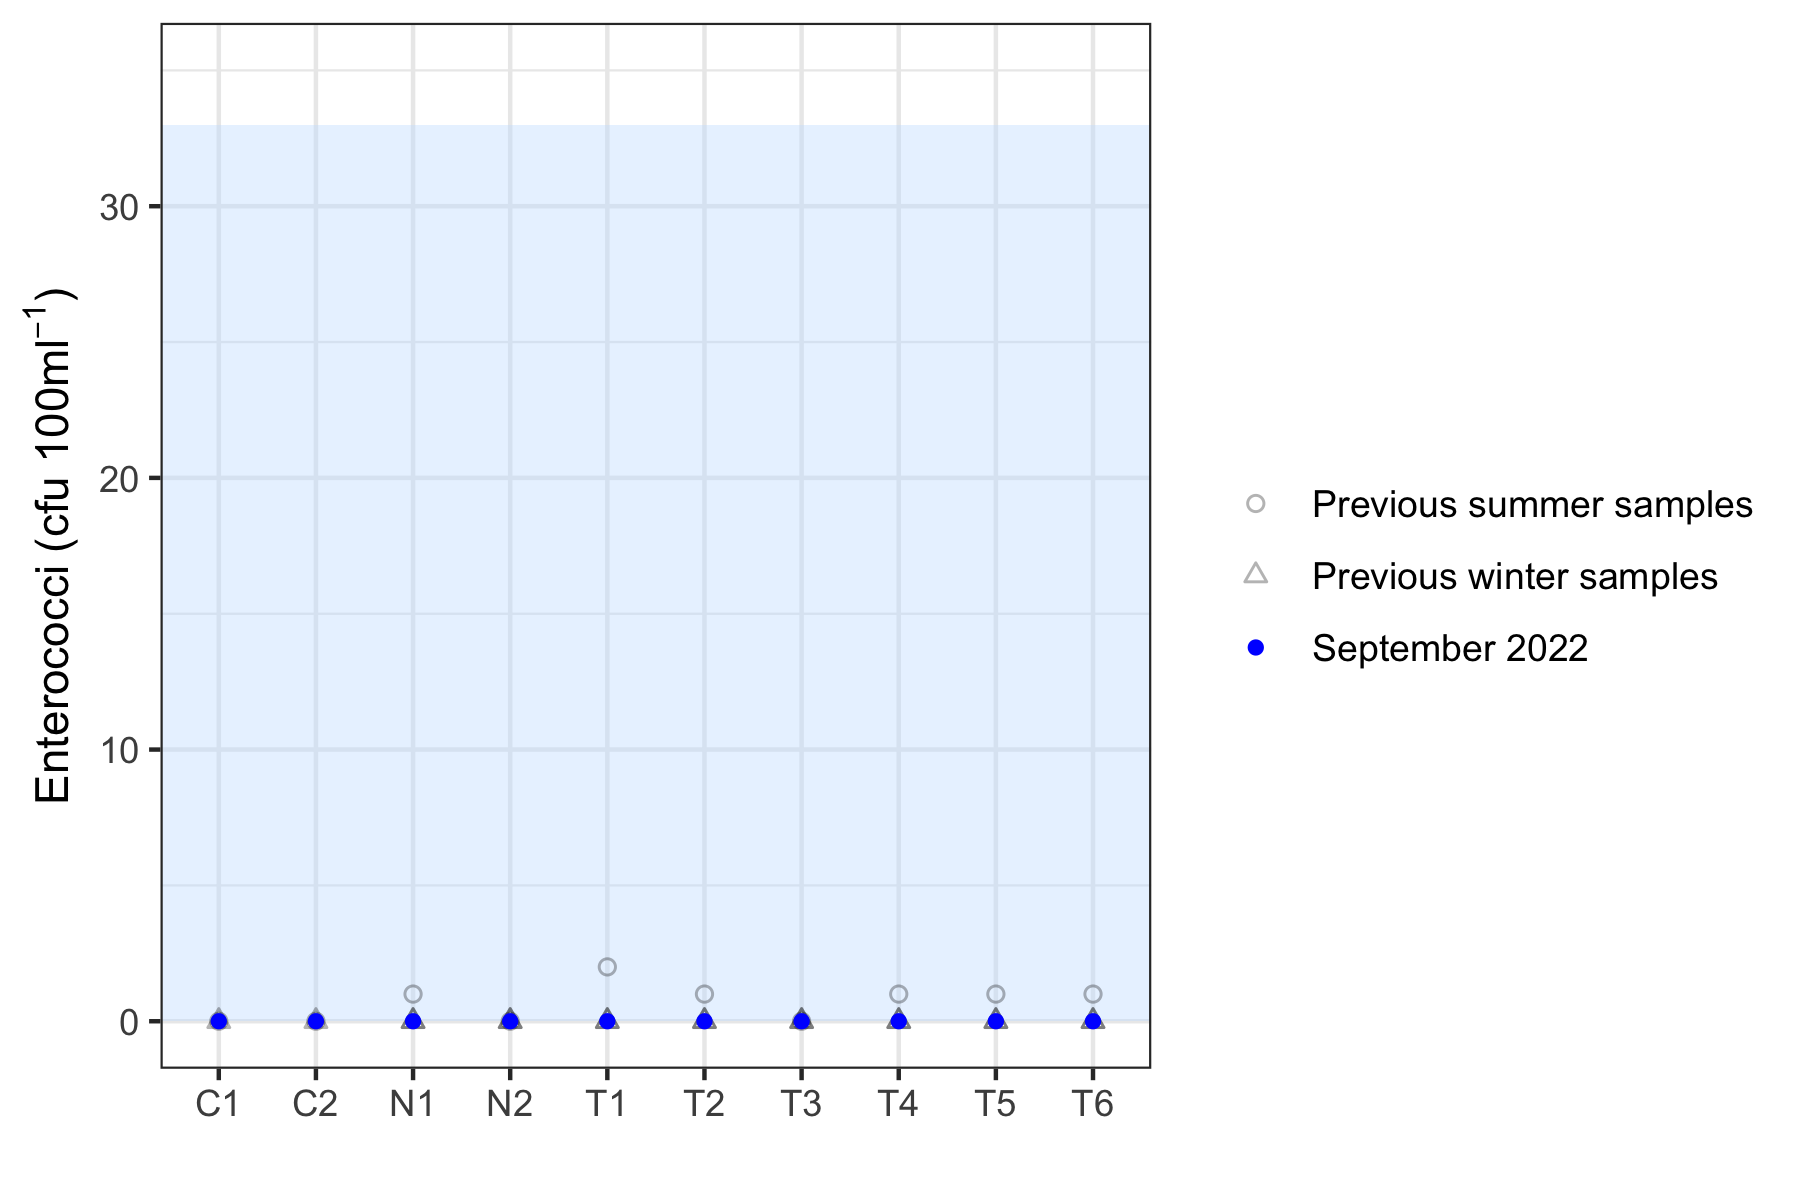 Enterococci (cfu 100ml⁻¹)
30
20
10
0
C1 C2 N1 N2 T1 T2 T3 T4 T5 T6
Previous summer samples
Previous winter samples
September 2022